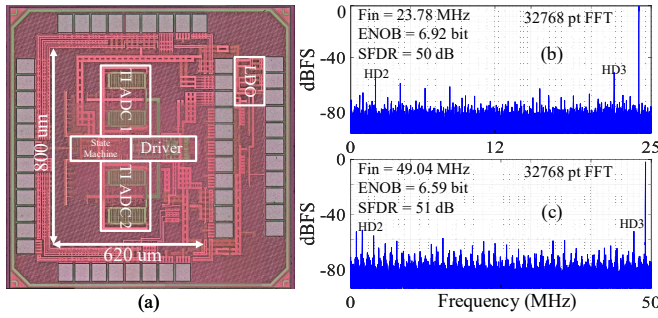 (a)
TI ADC 1
LDO
State
Machine
Driver
TI ADC2
800 um
620 um
(a)
dBFS
0
-40
-80
Fin = 23.78 MHz
ENOB = 6.92 bit
SFDR = 50 dB
32768 pt FFT
(b)
HD2
HD3
0
12
25
dBFS
0
-40
-80
Fin = 49.04 MHz
ENOB = 6.59 bit
SFDR = 51 dB
32768 pt FFT
(c)
HD2
HD3
0
50
Frequency (MHz)